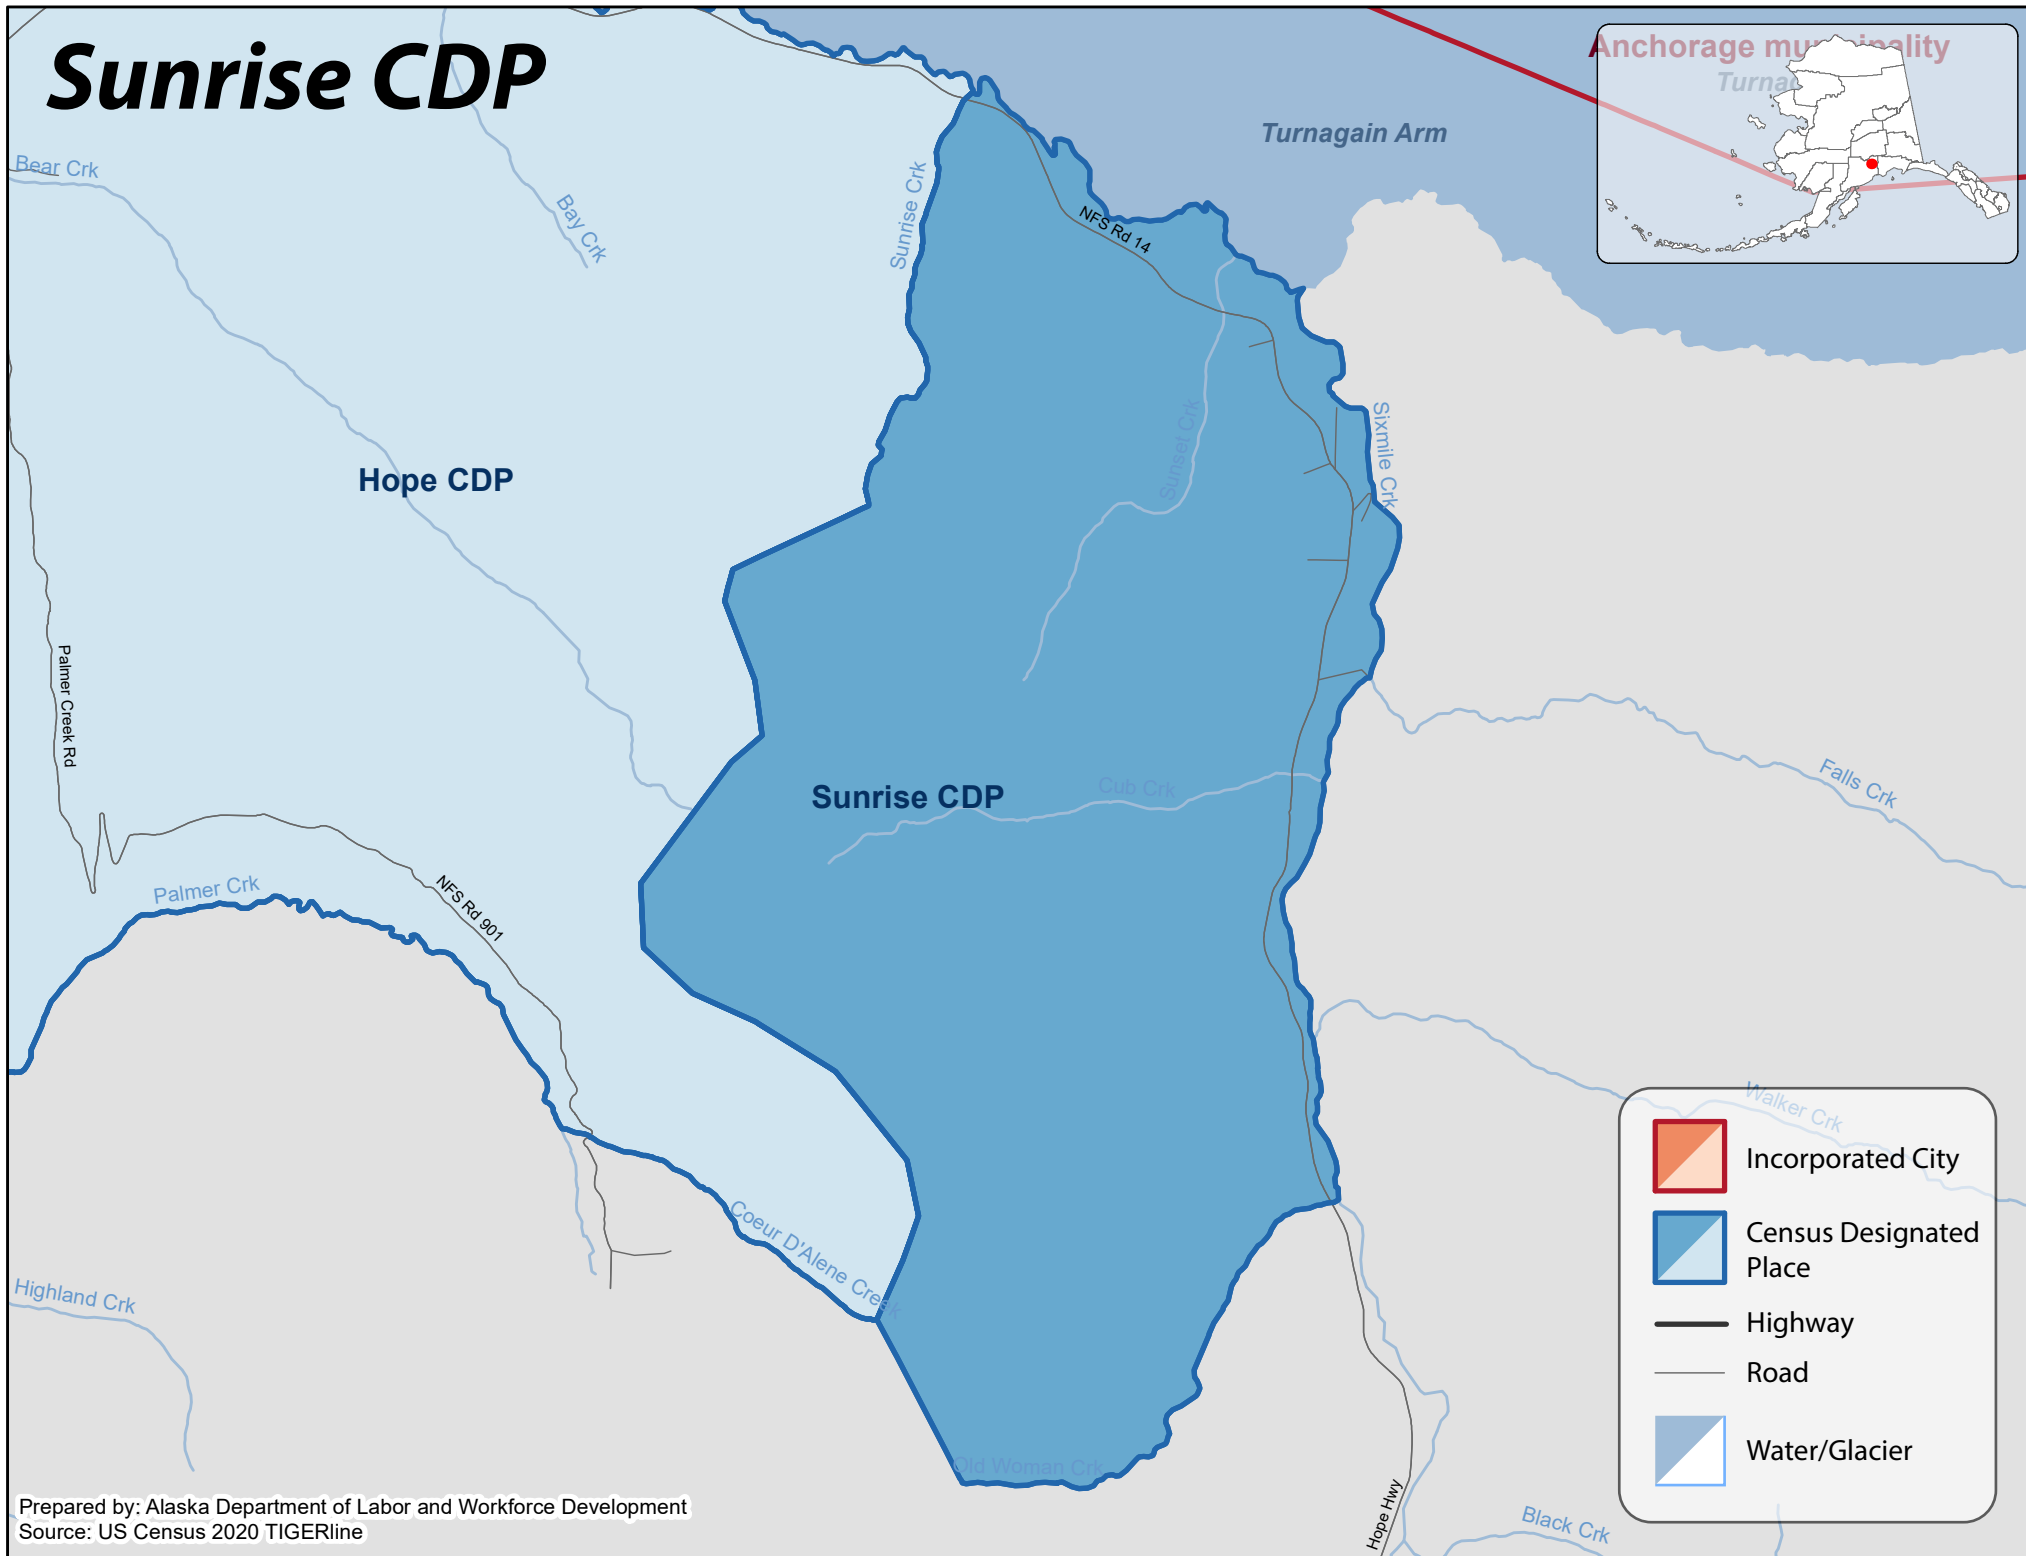 Sunrise CDP
Anchorage municipality
Turnagain Arm
Bear Crk
Bay Crk
Sunrise Crk
NFS Rd 14
Sunset Crk
Sixmile Crk
Hope CDP
Palmer Creek Rd
Sunrise CDP
Cub Crk
Falls Crk
Palmer Crk
NFS Rd 901
Walker Crk
Coeur D'Alene Creek
Highland Crk
Old Woman Crk
Hope Hwy
Black Crk
Incorporated City
Census Designated
Place
Highway
Road
Water/Glacier
Prepared by: Alaska Department of Labor and Workforce Development
Source: US Census 2020 TIGERline